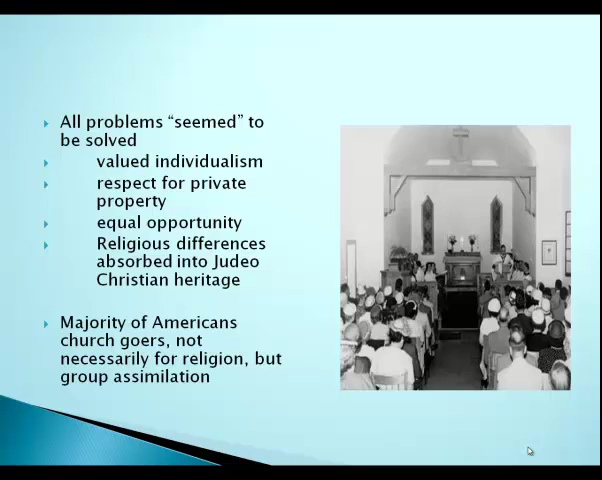 All problems “seemed” to
be solved
valued individualism
respect for private
property
equal opportunity
Religious differences
absorbed into Judeo
Christian heritage
Majority of Americans
church goers, not
necessarily for religion, but
group assimilation